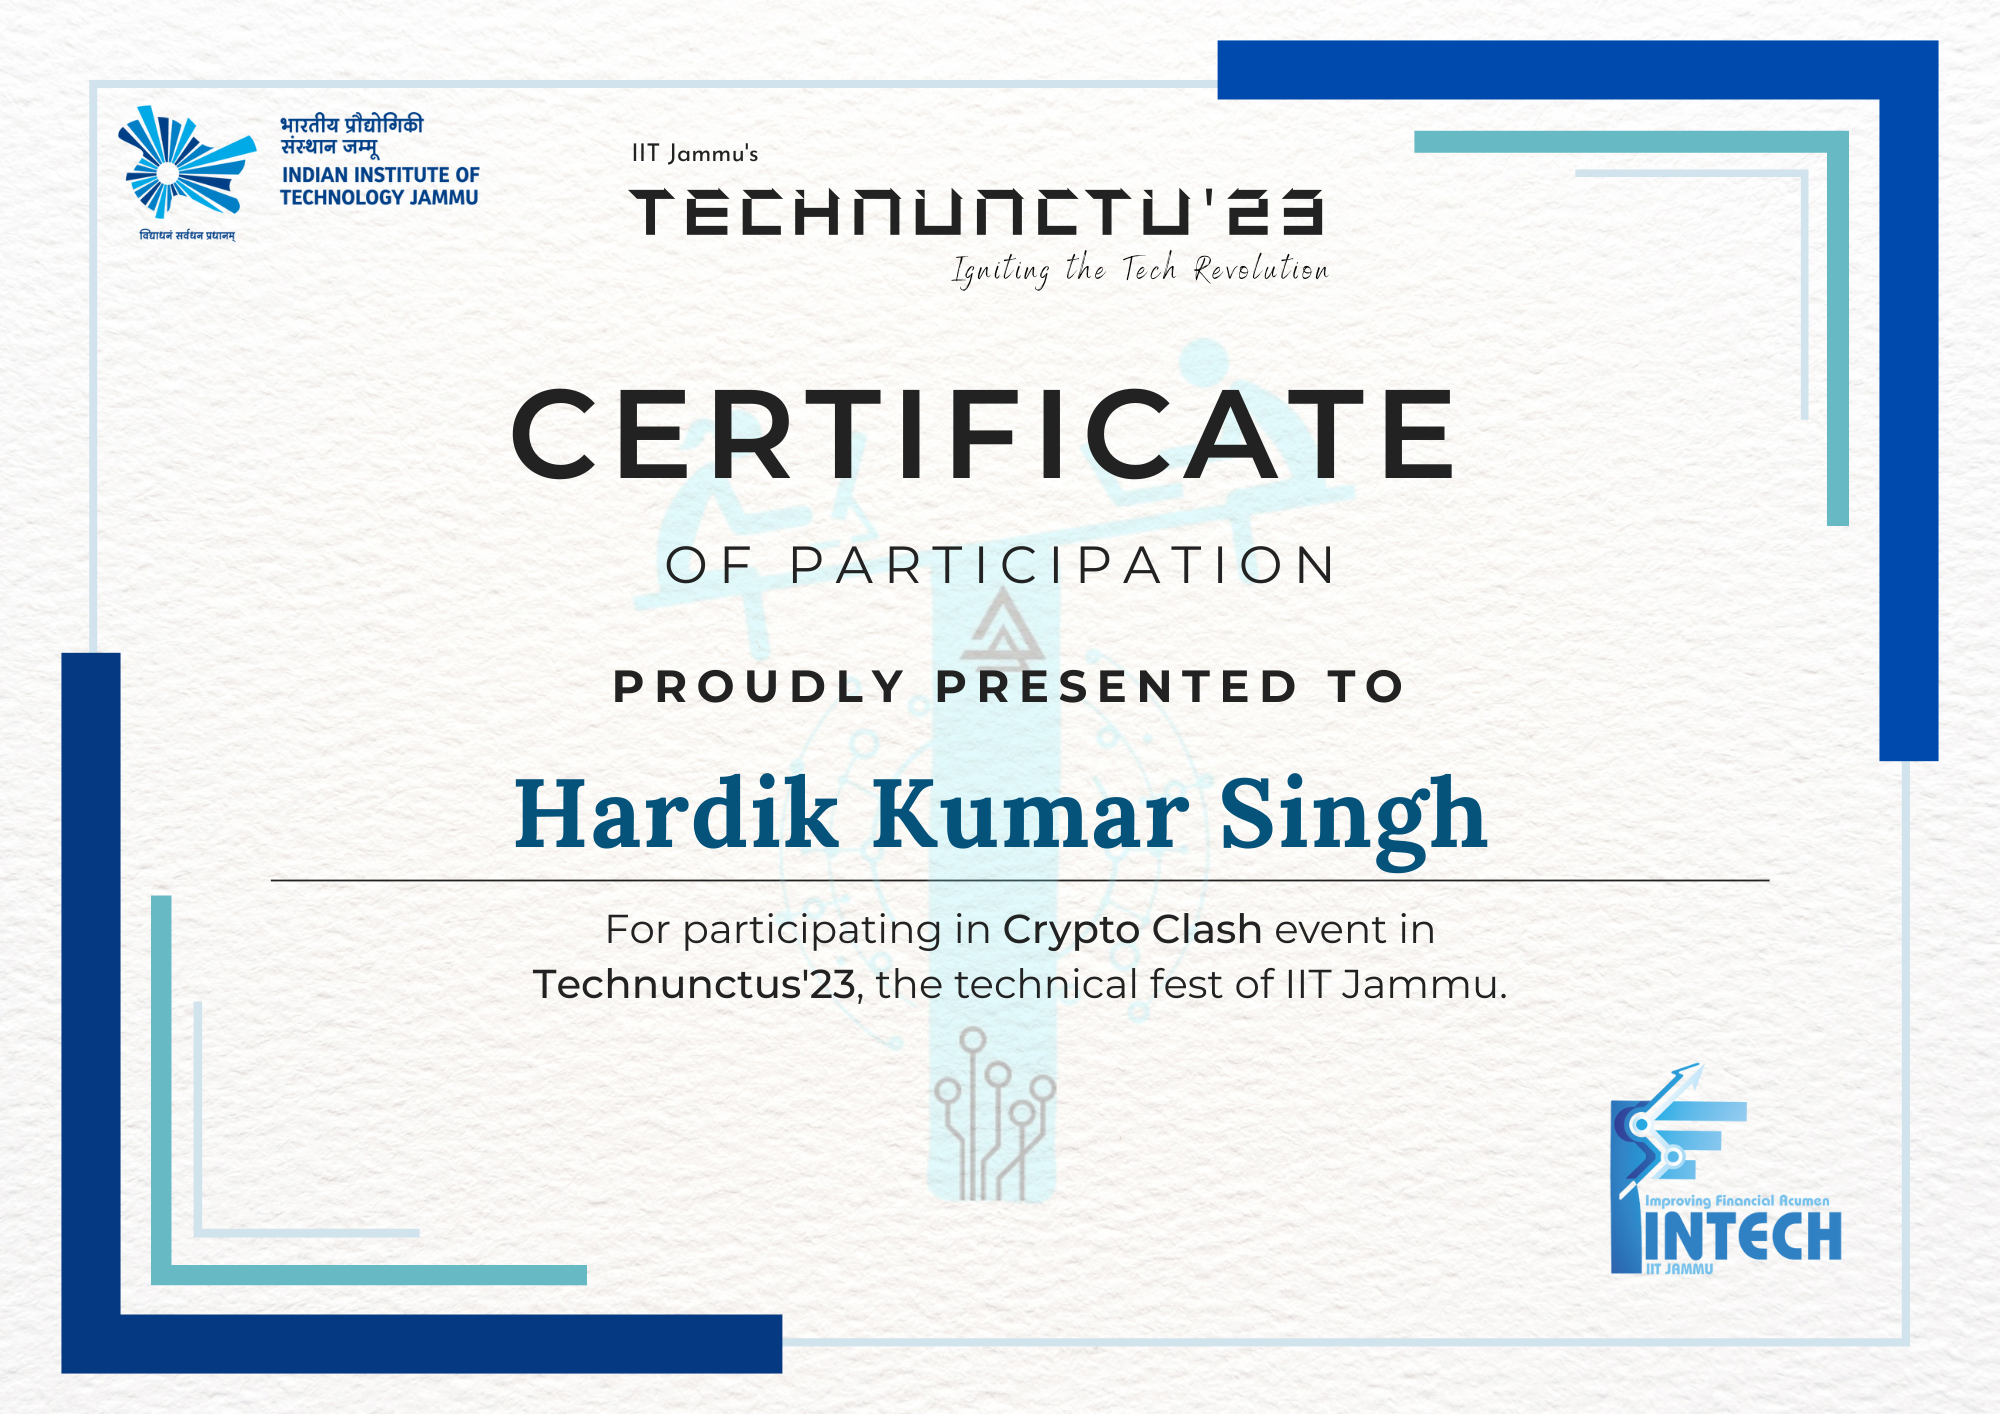 भारतीय प्रौद्योगिकी
संस्थान जम्मू
INDIAN INSTITUTE OF
TECHNOLOGY JAMMU
विद्याधनं सर्वधन प्रधानम्
IIT Jammu's
TECHNUNCTU'23
Igniting the Tech Revolution
CERTIFICATE
OF PARTICIPATION
PROUDLY PRESENTED TO
Hardik Kumar Singh
For participating in Crypto Clash event in
Technunctus'23, the technical fest of IIT Jammu.
Improving Financial Acumen
FINTECH
IIT JAMMU